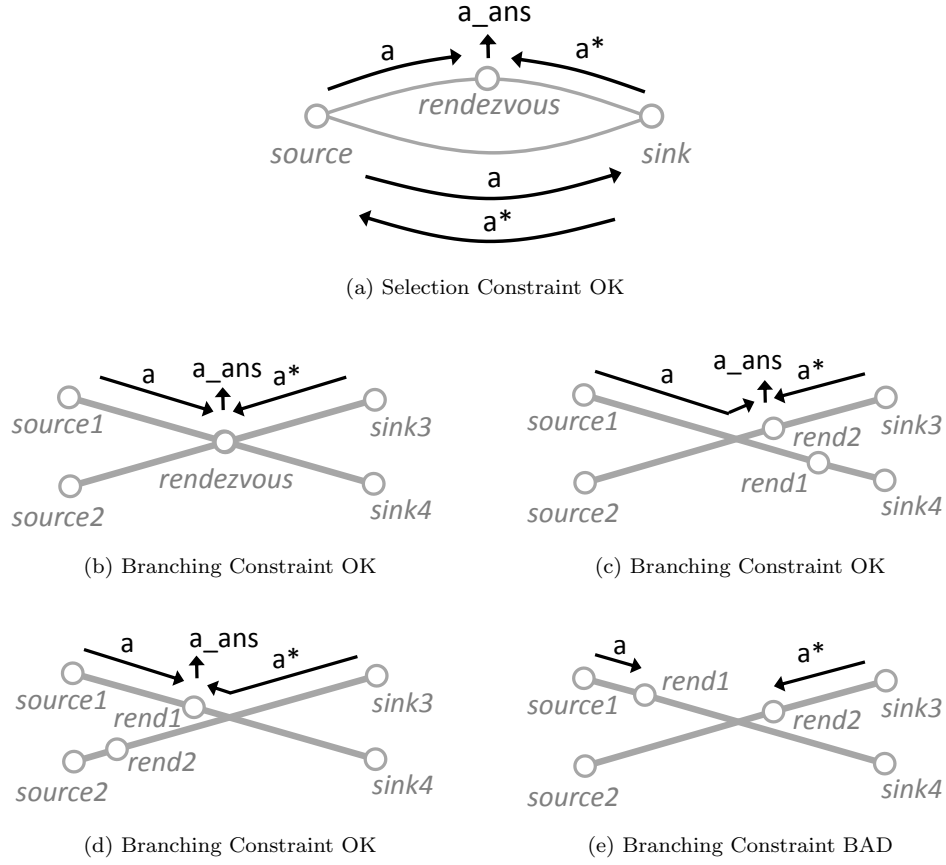 a_ans
a
a*
rendezvous
source
sink
a
a*
(a) Selection Constraint OK
a
a_ans
a*
source1
sink3
rendezvous
source2
sink4
(b) Branching Constraint OK
a
a_ans
a*
source1
rend2
sink3
rend1
source2
sink4
(c) Branching Constraint OK
a
a_ans
a*
source1
rend1
sink3
rend2
source2
sink4
(d) Branching Constraint OK
a
a*
rend1
source1
rend2
sink3
source2
sink4
(e) Branching Constraint BAD